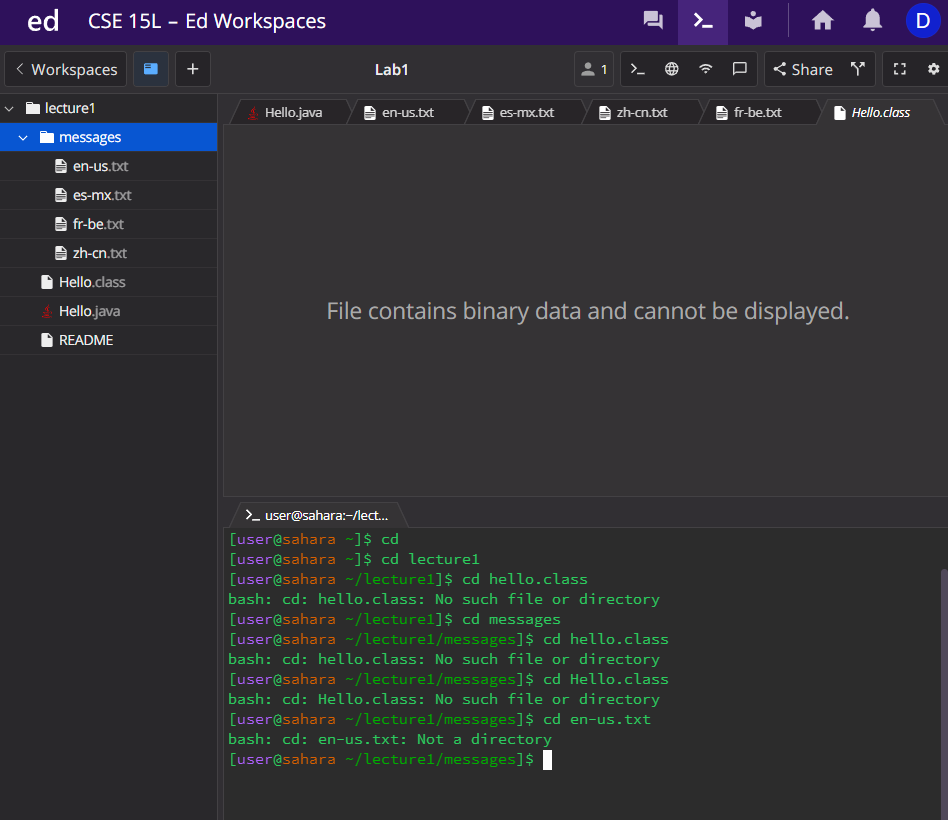 ed CSE 15L – Ed Workspaces D
Workspaces + Lab1 1 Share
lecture1
messages
en-us.txt
es-mx.txt
fr-be.txt
zh-cn.txt
Hello.class
Hello.java
README
Hello.java en-us.txt es-mx.txt zh-cn.txt fr-be.txt Hello.class
File contains binary data and cannot be displayed.
user@sahara:~/lect...
[user@sahara ~]$ cd
[user@sahara ~]$ cd lecture1
[user@sahara ~/lecture1]$ cd hello.class
bash: cd: hello.class: No such file or directory
[user@sahara ~/lecture1]$ cd messages
[user@sahara ~/lecture1/messages]$ cd hello.class
bash: cd: hello.class: No such file or directory
[user@sahara ~/lecture1/messages]$ cd Hello.class
bash: cd: Hello.class: No such file or directory
[user@sahara ~/lecture1/messages]$ cd en-us.txt
bash: cd: en-us.txt: Not a directory
[user@sahara ~/lecture1/messages]$